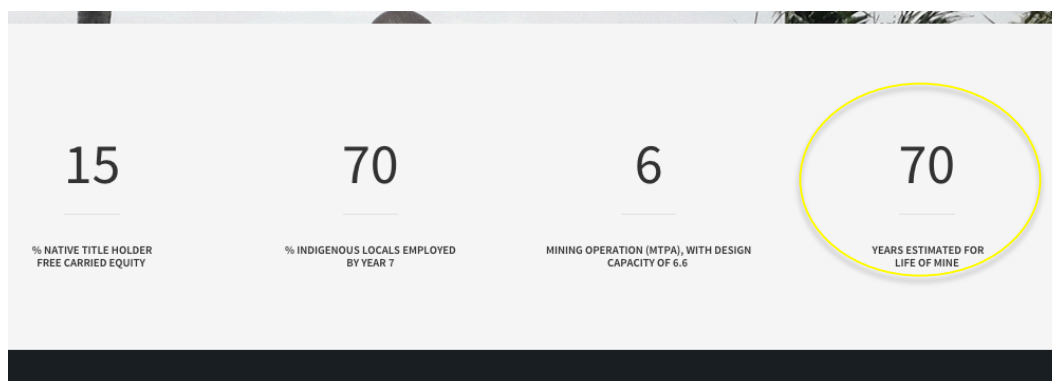 15
% NATIVE TITLE HOLDER
FREE CARRIED EQUITY
70
% INDIGENOUS LOCALS EMPLOYED
BY YEAR 7
6
MINING OPERATION (MTPA), WITH DESIGN
CAPACITY OF 6.6
70
YEARS ESTIMATED FOR
LIFE OF MINE